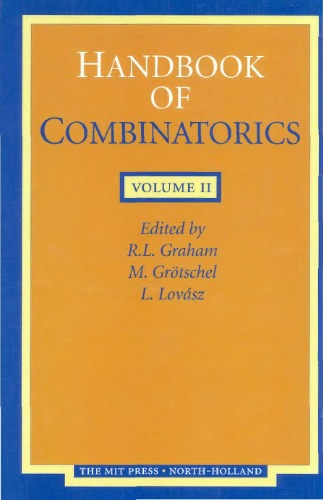 HANDBOOK
OF
COMBINATORICS
VOLUME II
Edited by
R.L. Graham
M. Grötschel
L. Lovász
THE MIT PRESS • NORTH-HOLLAND